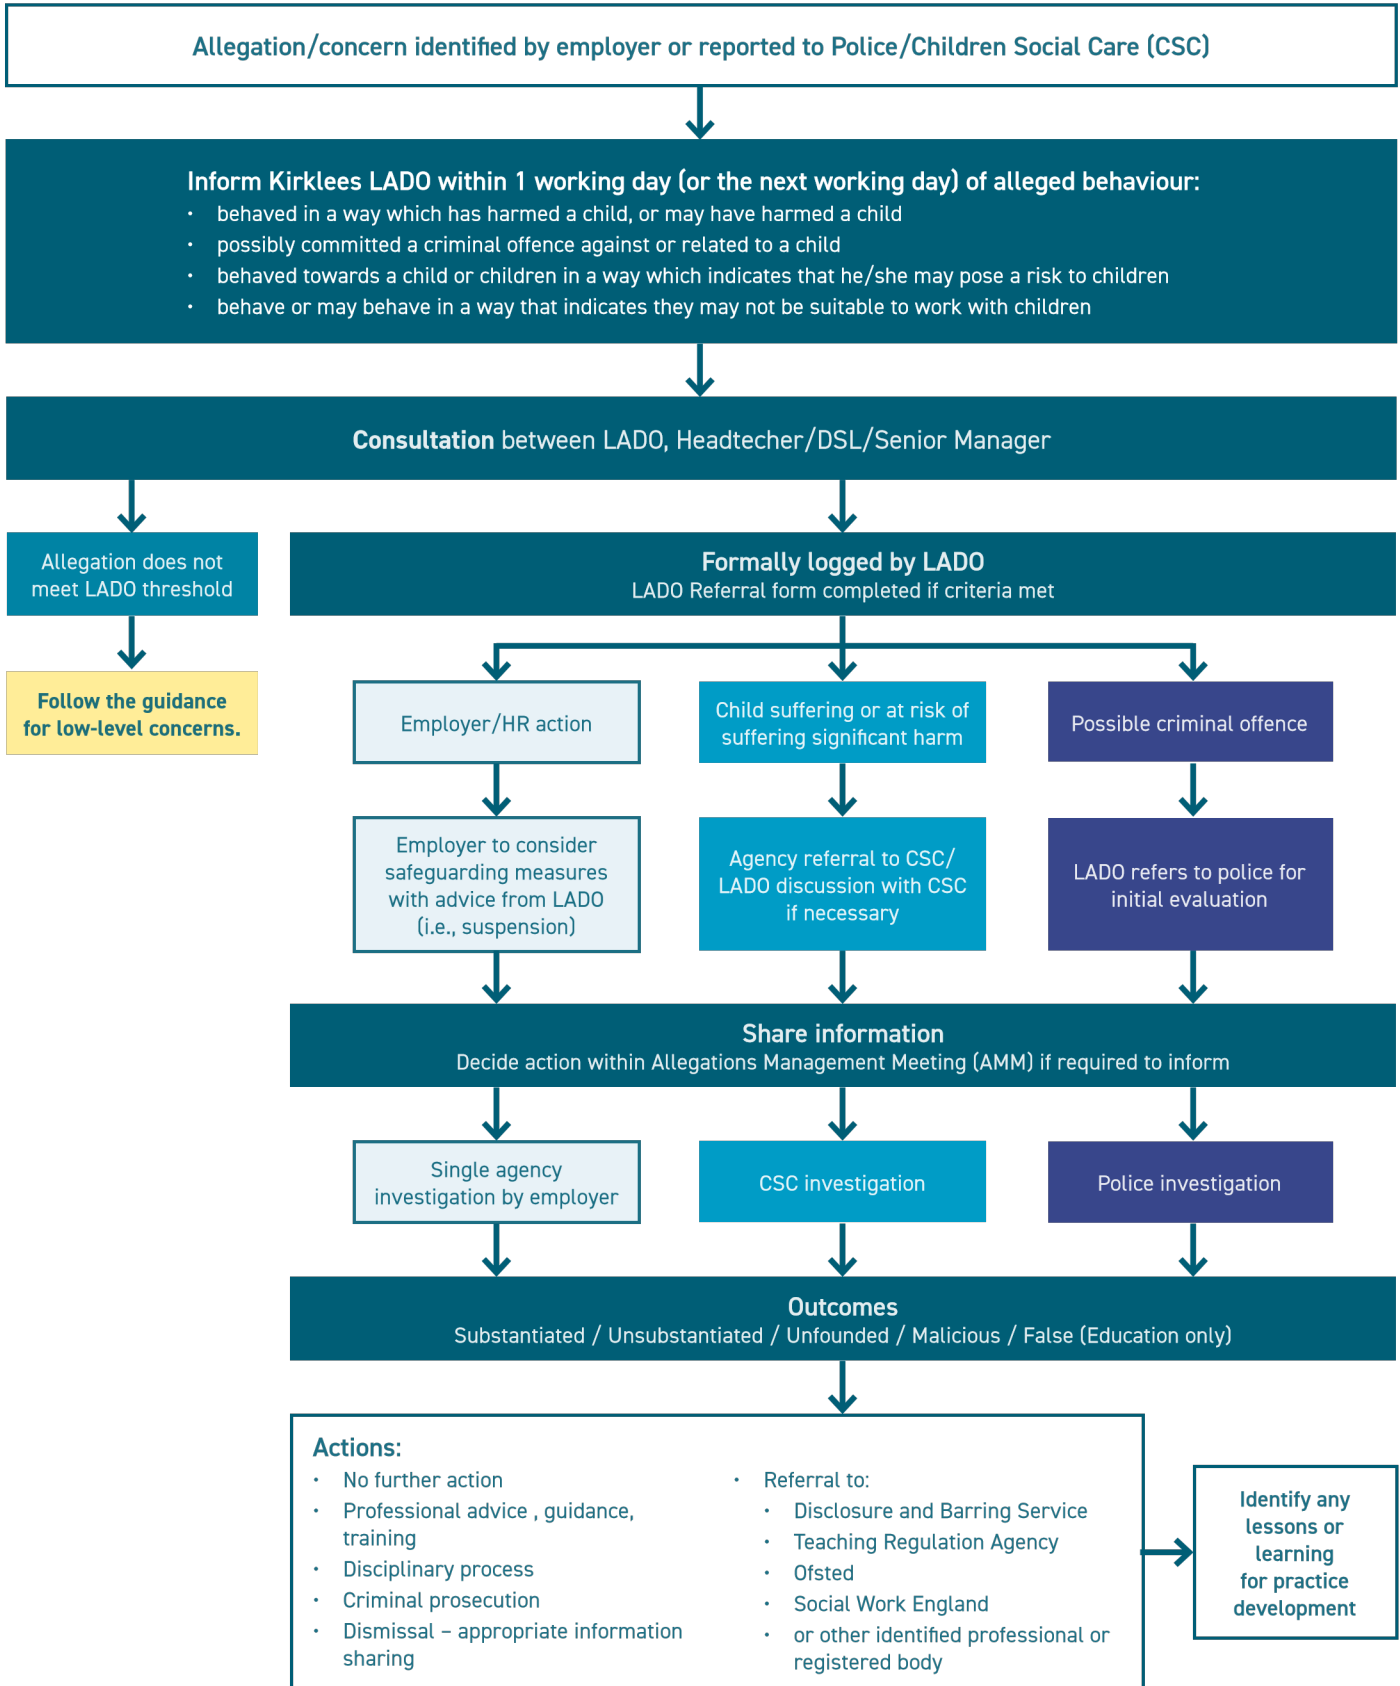 Allegation/concern identified by employer or reported to Police/Children Social Care (CSC)
Inform Kirklees LADO within 1 working day (or the next working day) of alleged behaviour:
• behaved in a way which has harmed a child, or may have harmed a child
• possibly committed a criminal offence against or related to a child
• behaved towards a child or children in a way which indicates that he/she may pose a risk to children
• behave or may behave in a way that indicates they may not be suitable to work with children
Consultation between LADO, Headtecher/DSL/Senior Manager
Allegation does not
meet LADO threshold
Follow the guidance
for low-level concerns.
Formally logged by LADO
LADO Referral form completed if criteria met
Employer/HR action
Child suffering or at risk of
suffering significant harm
Possible criminal offence
Employer to consider
safeguarding measures
with advice from LADO
(i.e., suspension)
Agency referral to CSC/
LADO discussion with CSC
if necessary
LADO refers to police for
initial evaluation
Share information
Decide action within Allegations Management Meeting (AMM) if required to inform
Single agency
investigation by employer
CSC investigation
Police investigation
Outcomes
Substantiated / Unsubstantiated / Unfounded / Malicious / False (Education only)
Actions:
• No further action
• Professional advice , guidance,
training
• Disciplinary process
• Criminal prosecution
• Dismissal – appropriate information
sharing
• Referral to:
• Disclosure and Barring Service
• Teaching Regulation Agency
• Ofsted
• Social Work England
• or other identified professional or
registered body
Identify any
lessons or
learning
for practice
development